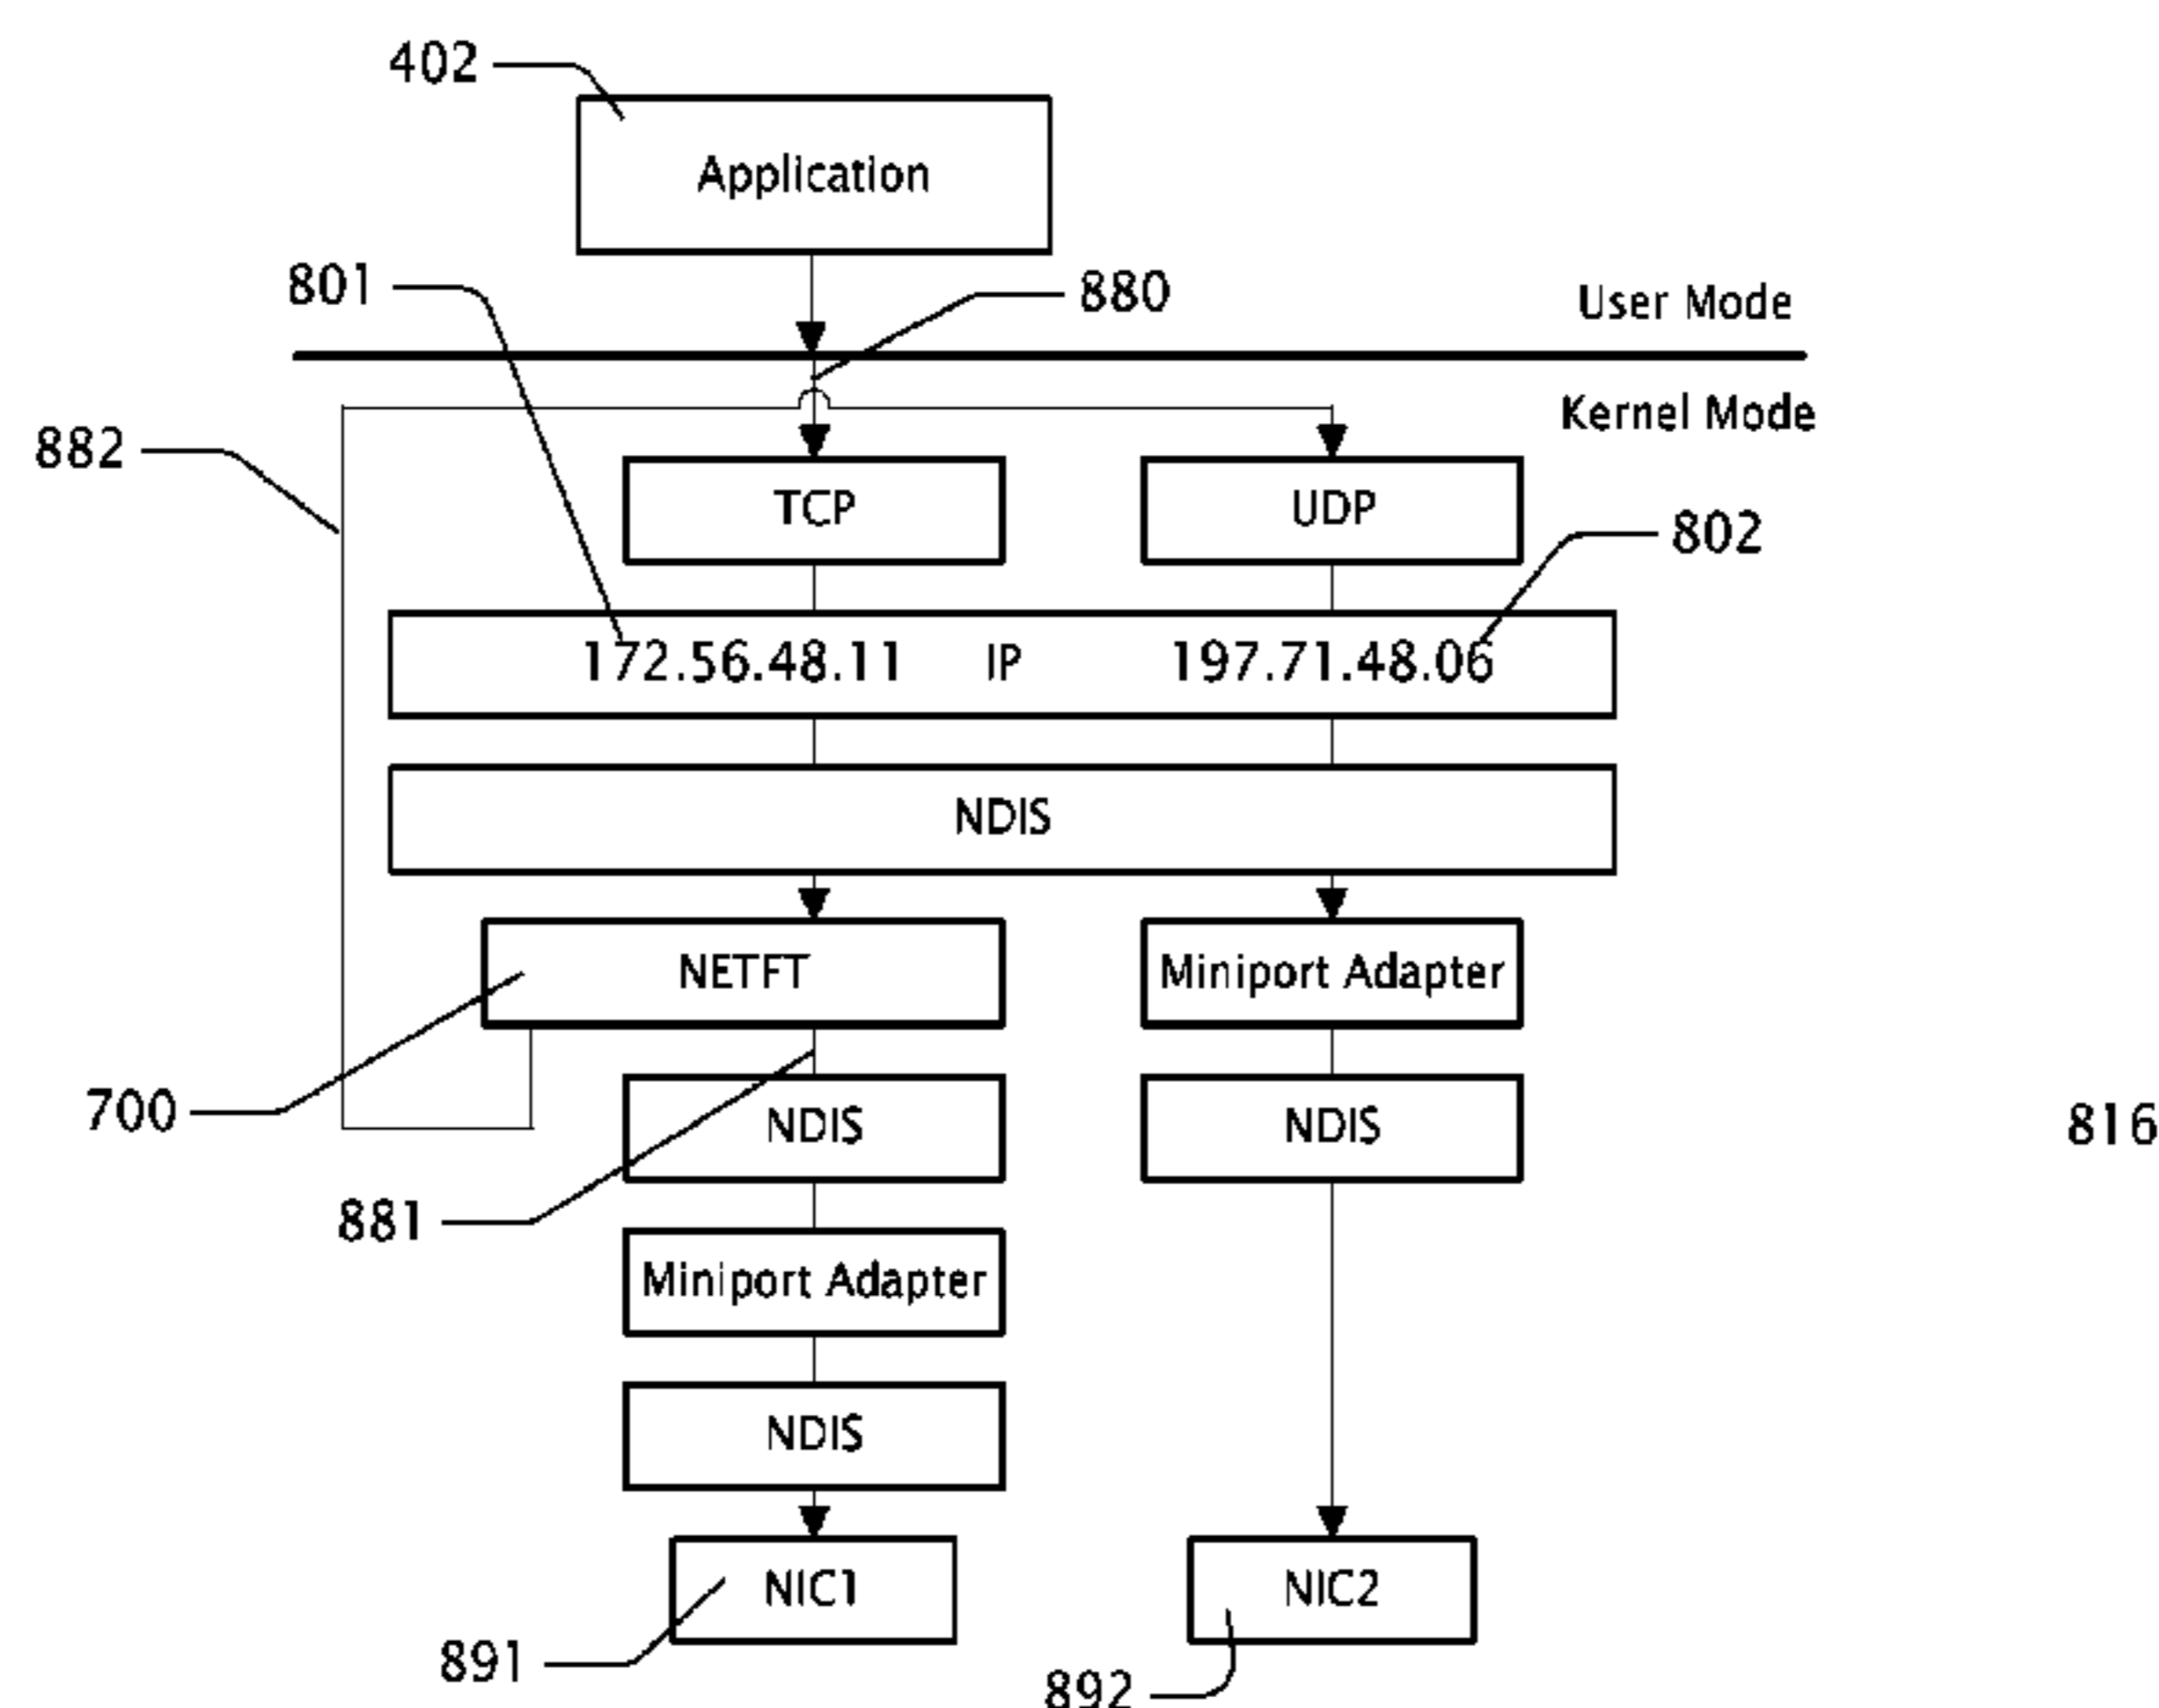 402
Application
801
880
User Mode
Kernel Mode
882
TCP
UDP
802
172.56.48.11 IP 197.71.48.06
NDIS
NETFT
Miniport Adapter
700
NDIS
NDIS
816
881
Miniport Adapter
NDIS
NIC1
NIC2
891
892